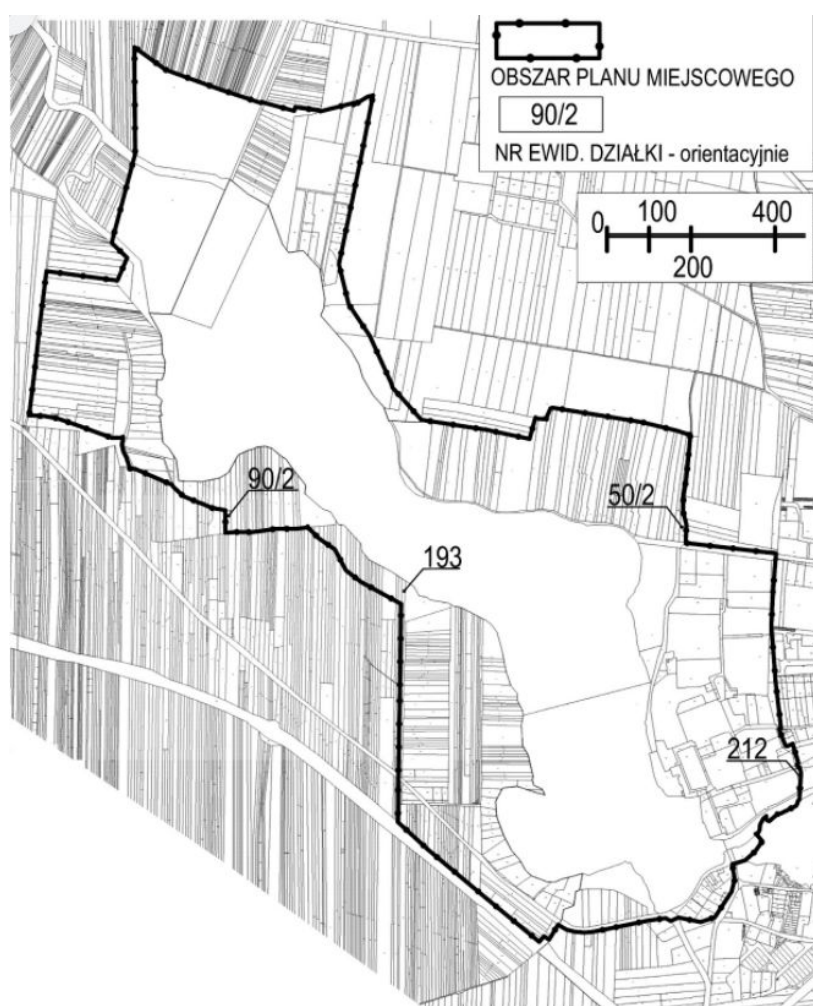 OBSZAR PLANU MIEJSCOWEGO
90/2
NR EWID. DZIAŁKI - orientacyjnie
0 100 400
200
90/2
50/2
193
212